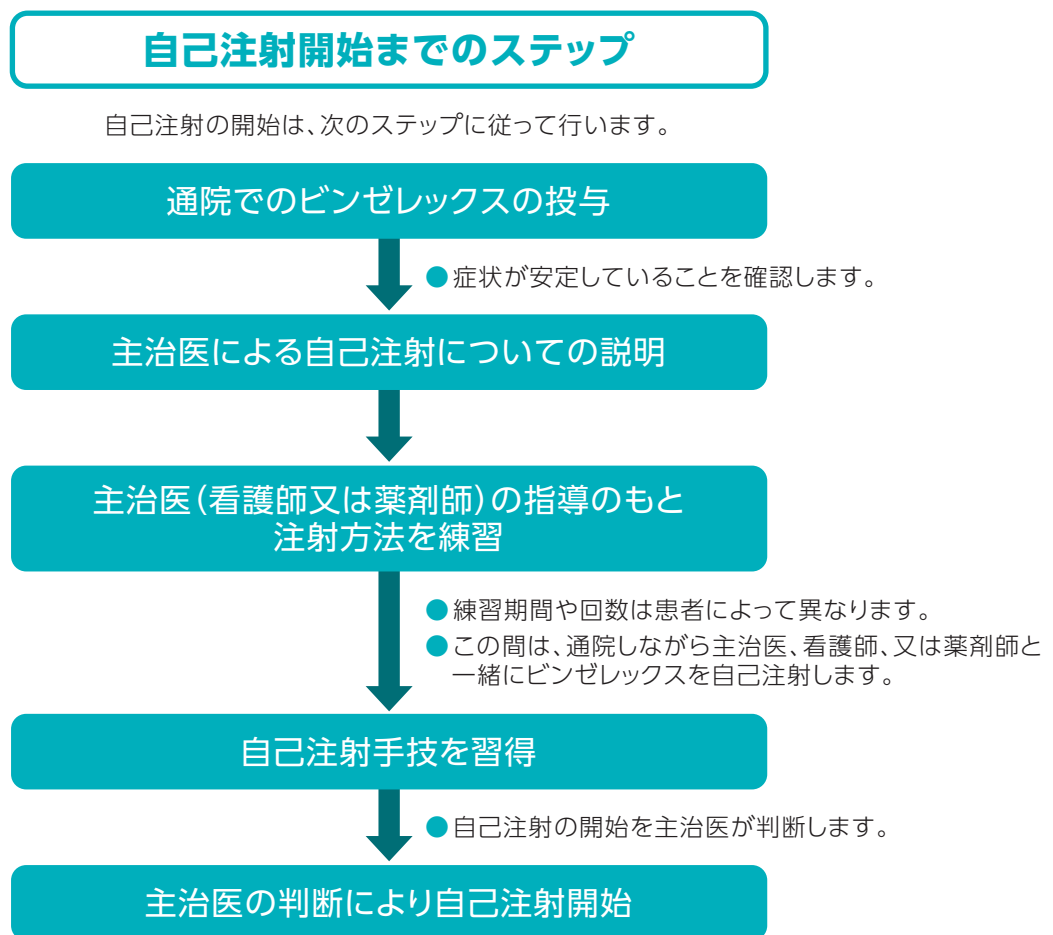 自己注射開始までのステップ
自己注射の開始は、次のステップに従って行います。
通院でのビンゼレックスの投与
●症状が安定していることを確認します。
主治医による自己注射についての説明
主治医(看護師又は薬剤師)の指導のもと
注射方法を練習
●練習期間や回数は患者によって異なります。
●この間は、通院しながら主治医、看護師、又は薬剤師と
一緒にビンゼレックスを自己注射します。
自己注射手技を習得
●自己注射の開始を主治医が判断します。
主治医の判断により自己注射開始